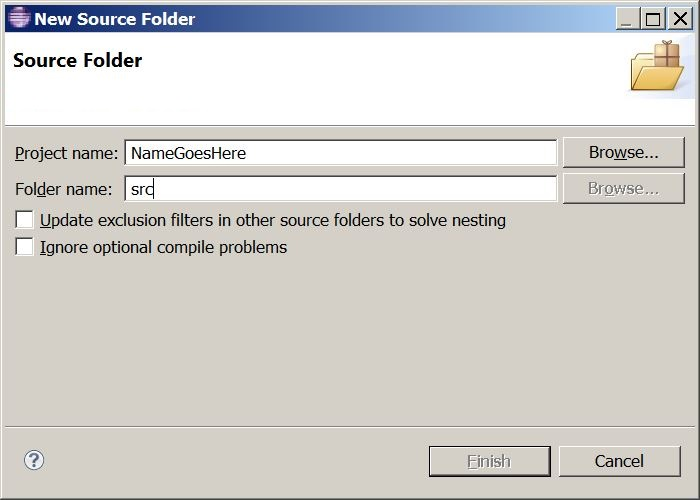 New Source Folder
Source Folder
Project name: NameGoesHere Browse...
Folder name: src Browse...
Update exclusion filters in other source folders to solve nesting
Ignore optional compile problems
? Finish Cancel